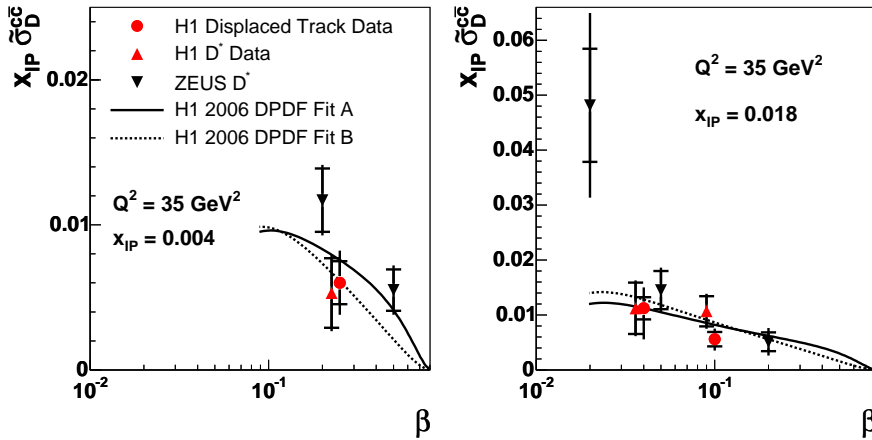 x_IP σ̃_D^cc̄
H1 Displaced Track Data
H1 D* Data
ZEUS D*
H1 2006 DPDF Fit A
H1 2006 DPDF Fit B
Q² = 35 GeV²
x_IP = 0.004
0.02
0.01
0
10⁻²
10⁻¹
β
x_IP σ̃_D^cc̄
Q² = 35 GeV²
x_IP = 0.018
0.06
0.05
0.04
0.03
0.02
0.01
0
10⁻²
10⁻¹
β